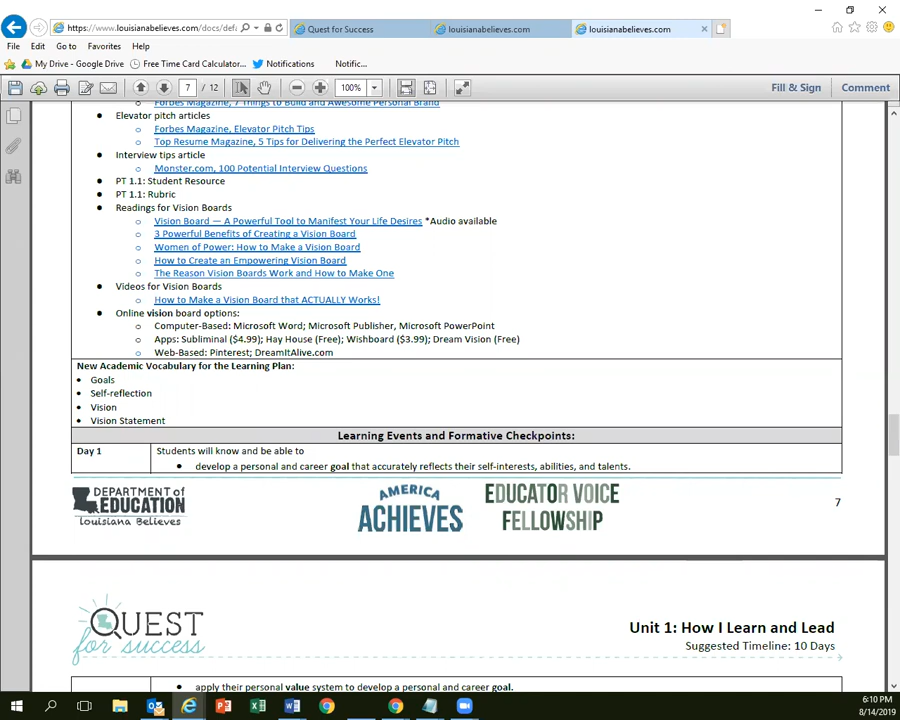 https://www.louisianabelieves.com/docs/def
Quest for Success
louisianabelieves.com
louisianabelieves.com
File Edit Go to Favorites Help
My Drive - Google Drive Free Time Card Calculator... Notifications Notific...
7 / 12 100% Fill & Sign Comment
Forbes Magazine, 7 Things to Build and Awesome Personal Brand
Elevator pitch articles
Forbes Magazine, Elevator Pitch Tips
Top Resume Magazine, 5 Tips for Delivering the Perfect Elevator Pitch
Interview tips article
Monster.com, 100 Potential Interview Questions
PT 1.1: Student Resource
PT 1.1: Rubric
Readings for Vision Boards
Vision Board — A Powerful Tool to Manifest Your Life Desires *Audio available
3 Powerful Benefits of Creating a Vision Board
Women of Power: How to Make a Vision Board
How to Create an Empowering Vision Board
The Reason Vision Boards Work and How to Make One
Videos for Vision Boards
How to Make a Vision Board that ACTUALLY Works!
Online vision board options:
Computer-Based: Microsoft Word; Microsoft Publisher, Microsoft PowerPoint
Apps: Subliminal ($4.99); Hay House (Free); Wishboard ($3.99); Dream Vision (Free)
Web-Based: Pinterest; DreamItAlive.com
New Academic Vocabulary for the Learning Plan:
Goals
Self-reflection
Vision
Vision Statement
Learning Events and Formative Checkpoints:
Day 1 Students will know and be able to
develop a personal and career goal that accurately reflects their self-interests, abilities, and talents.
DEPARTMENT of
EDUCATION
Louisiana Believes
AMERICA
ACHIEVES
EDUCATOR VOICE
FELLOWSHIP
7
QUEST
for success
Unit 1: How I Learn and Lead
Suggested Timeline: 10 Days
apply their personal value system to develop a personal and career goal.
6:10 PM
8/14/2019